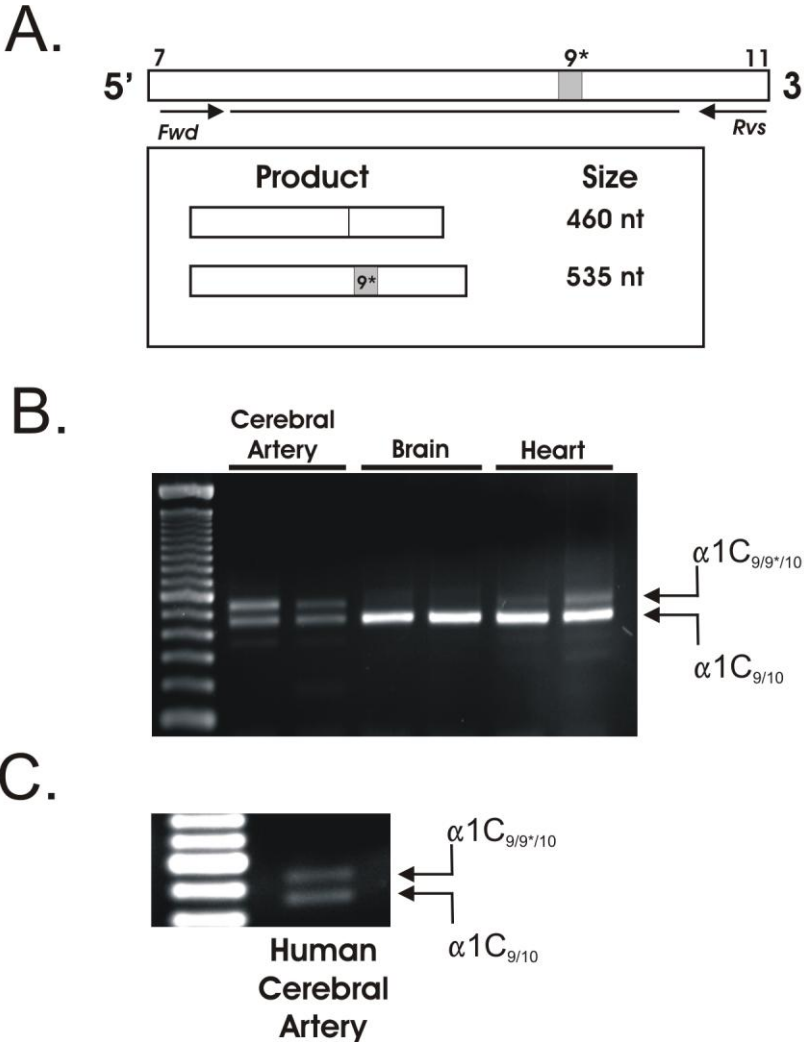 A.
7 9* 11
5’ 3
Fwd Rvs
Product Size
460 nt
9* 535 nt
B.
Cerebral
Artery Brain Heart
α1C9/9*/10
α1C9/10
C.
α1C9/9*/10
α1C9/10
Human
Cerebral
Artery